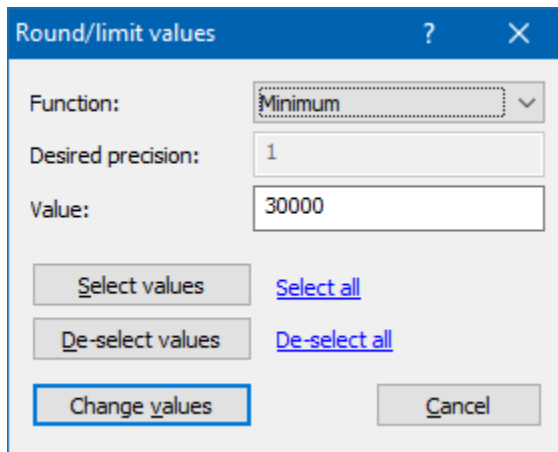 Round/limit values ?
Function: Minimum
Desired precision: 1
Value: 30000
Select values Select all
De-select values De-select all
Change values Cancel